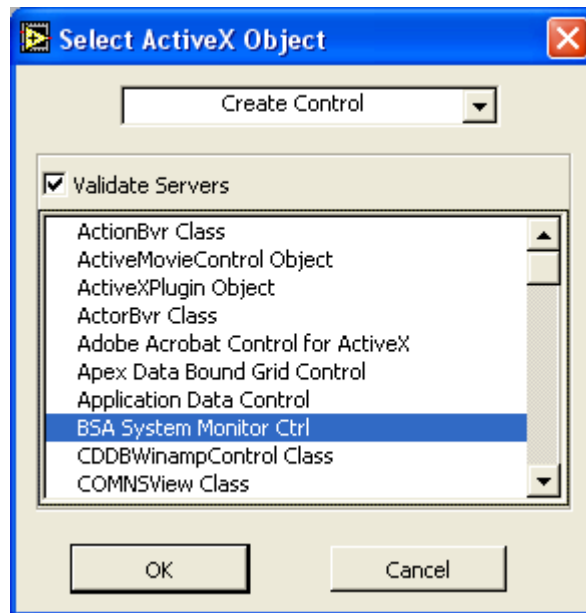 Select ActiveX Object
Create Control
Validate Servers
ActionBvr Class
ActiveMovieControl Object
ActiveXPlugin Object
ActorBvr Class
Adobe Acrobat Control for ActiveX
Apex Data Bound Grid Control
Application Data Control
BSA System Monitor Ctrl
CDDBWinampControl Class
COMNSView Class
OK Cancel